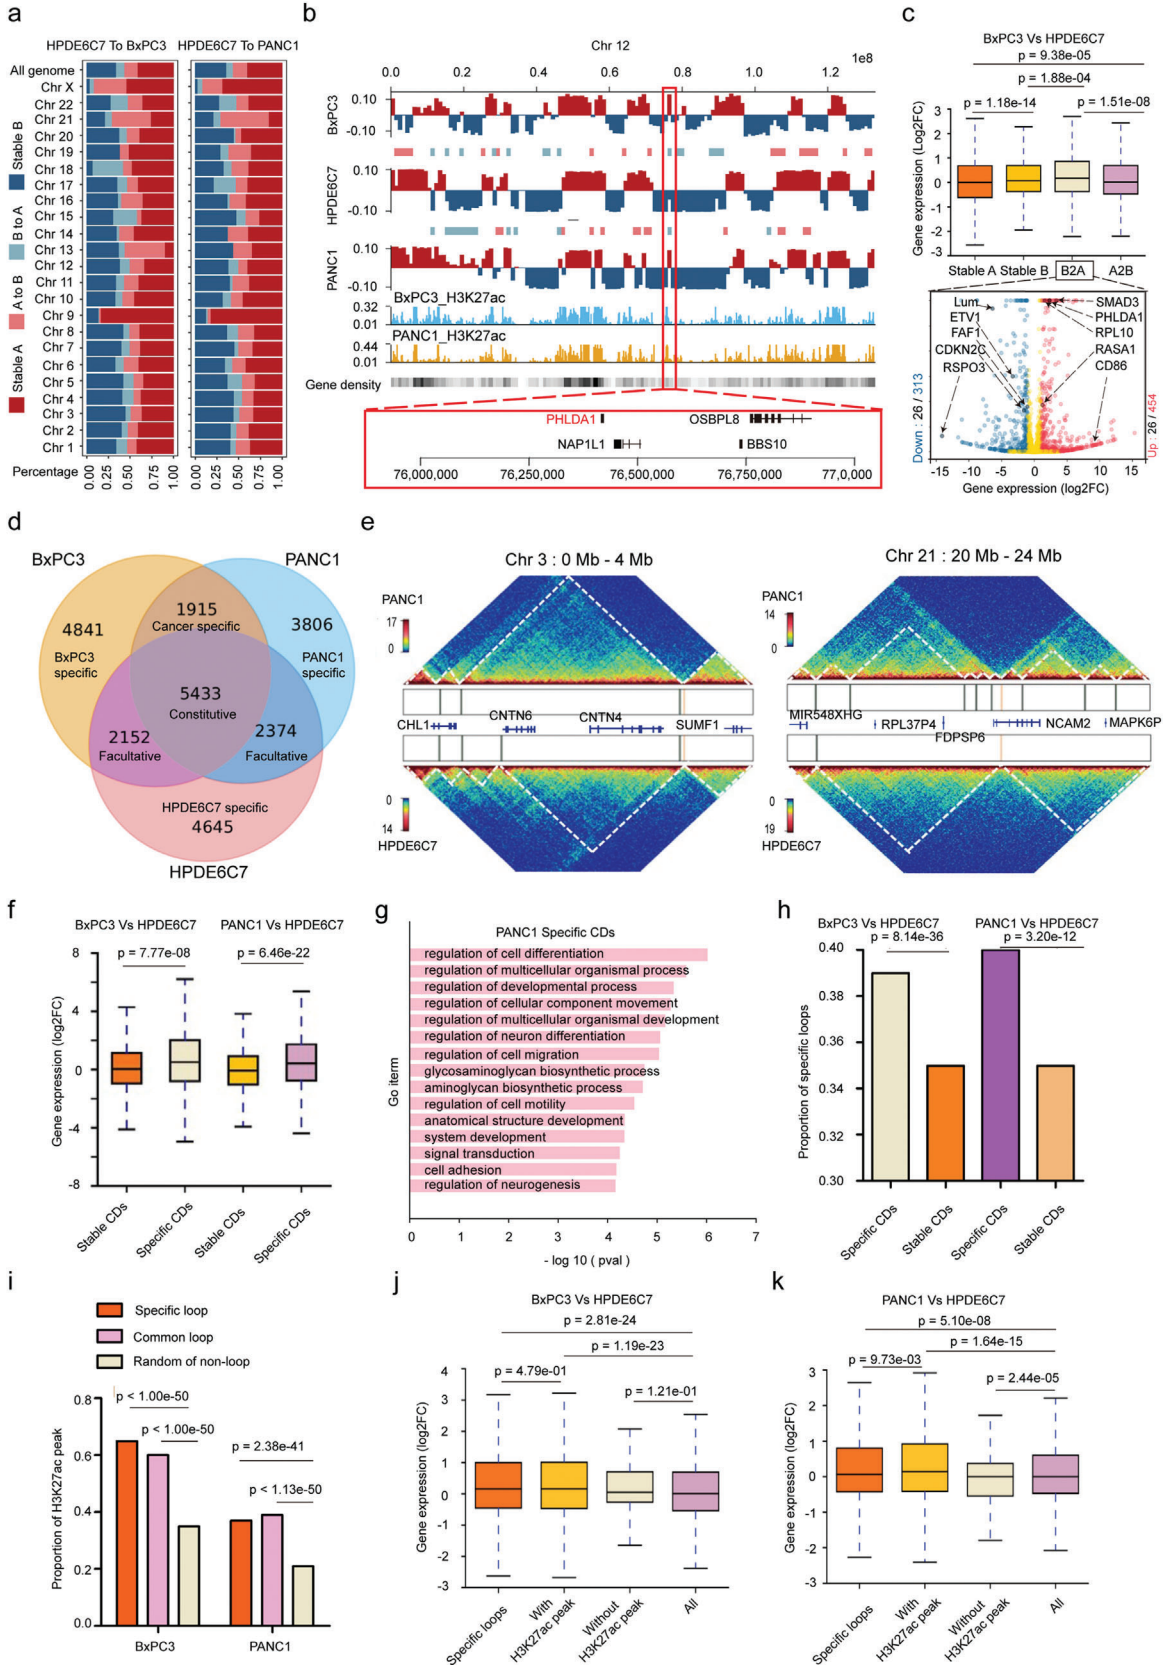 a
HPDE6C7 To BxPC3
HPDE6C7 To PANC1
All genome
Chr X
Chr 22
Chr 21
Chr 20
Chr 19
Chr 18
Chr 17
Chr 16
Chr 15
Chr 14
Chr 13
Chr 12
Chr 11
Chr 10
Chr 9
Chr 8
Chr 7
Chr 6
Chr 5
Chr 4
Chr 3
Chr 2
Chr 1
Stable B
B to A
A to B
Stable A
Percentage
0.00 0.25 0.50 0.75 1.00
0.00 0.25 0.50 0.75 1.00
b
Chr 12
0.0 0.2 0.4 0.6 0.8 1.0 1.2 1e8
BxPC3
0.10
-0.10
HPDE6C7
0.10
-0.10
PANC1
0.10
-0.10
BxPC3_H3K27ac
0.32
0.01
PANC1_H3K27ac
0.44
0.01
Gene density
PHLDA1
OSBPL8
NAP1L1
BBS10
76,000,000 76,250,000 76,500,000 76,750,000 77,0,000
c
BxPC3 Vs HPDE6C7
p = 9.38e-05
p = 1.88e-04
p = 1.18e-14
p = 1.51e-08
Gene expression (Log2FC)
3
2
1
0
-1
-2
-3
Stable A Stable B B2A A2B
Lum
ETV1
FAF1
CDKN2C
RSPO3
SMAD3
PHLDA1
RPL10
RASA1
CD86
Down : 26 / 313
Up : 26 / 454
-15 -10 -5 0 5 10 15
Gene expression (log2FC)
d
BxPC3
PANC1
1915
Cancer specific
4841
BxPC3
specific
3806
PANC1
specific
5433
Constitutive
2152
Facultative
2374
Facultative
HPDE6C7 specific
4645
HPDE6C7
e
Chr 3 : 0 Mb - 4 Mb
PANC1
17
0
CHL1
CNTN6
CNTN4
SUMF1
0
14
HPDE6C7
Chr 21 : 20 Mb - 24 Mb
PANC1
14
0
MIR548XHG
RPL37P4
FDPSP6
NCAM2
MAPK6P
0
19
HPDE6C7
f
BxPC3 Vs HPDE6C7
PANC1 Vs HPDE6C7
p = 7.77e-08
p = 6.46e-22
Gene expression (log2FC)
8
4
0
-4
-8
Stable CDs
Specific CDs
Stable CDs
Specific CDs
g
PANC1 Specific CDs
Go iterm
regulation of cell differentiation
regulation of multicellular organismal process
regulation of developmental process
regulation of cellular component movement
regulation of multicellular organismal development
regulation of neuron differentiation
regulation of cell migration
glycosaminoglycan biosynthetic process
aminoglycan biosynthetic process
regulation of cell motility
anatomical structure development
system development
signal transduction
cell adhesion
regulation of neurogenesis
0 1 2 3 4 5 6 7
- log 10 ( pval )
h
BxPC3 Vs HPDE6C7
PANC1 Vs HPDE6C7
p = 8.14e-36
p = 3.20e-12
Proportion of specific loops
0.40
0.38
0.36
0.34
0.32
0.30
Specific CDs
Stable CDs
Specific CDs
Stable CDs
i
Specific loop
Common loop
Random of non-loop
p < 1.00e-50
p < 1.00e-50
p = 2.38e-41
p < 1.13e-50
Proportion of H3K27ac peak
0.8
0.6
0.4
0.2
0.0
BxPC3
PANC1
j
BxPC3 Vs HPDE6C7
p = 2.81e-24
p = 1.19e-23
p = 4.79e-01
p = 1.21e-01
Gene expression (log2FC)
4
3
2
1
0
-1
-2
-3
Specific loops
With
H3K27ac peak
Without
H3K27ac peak
All
k
PANC1 Vs HPDE6C7
p = 5.10e-08
p = 1.64e-15
p = 9.73e-03
p = 2.44e-05
Gene expression (log2FC)
3
2
1
0
-1
-2
-3
Specific loops
With
H3K27ac peak
Without
H3K27ac peak
All